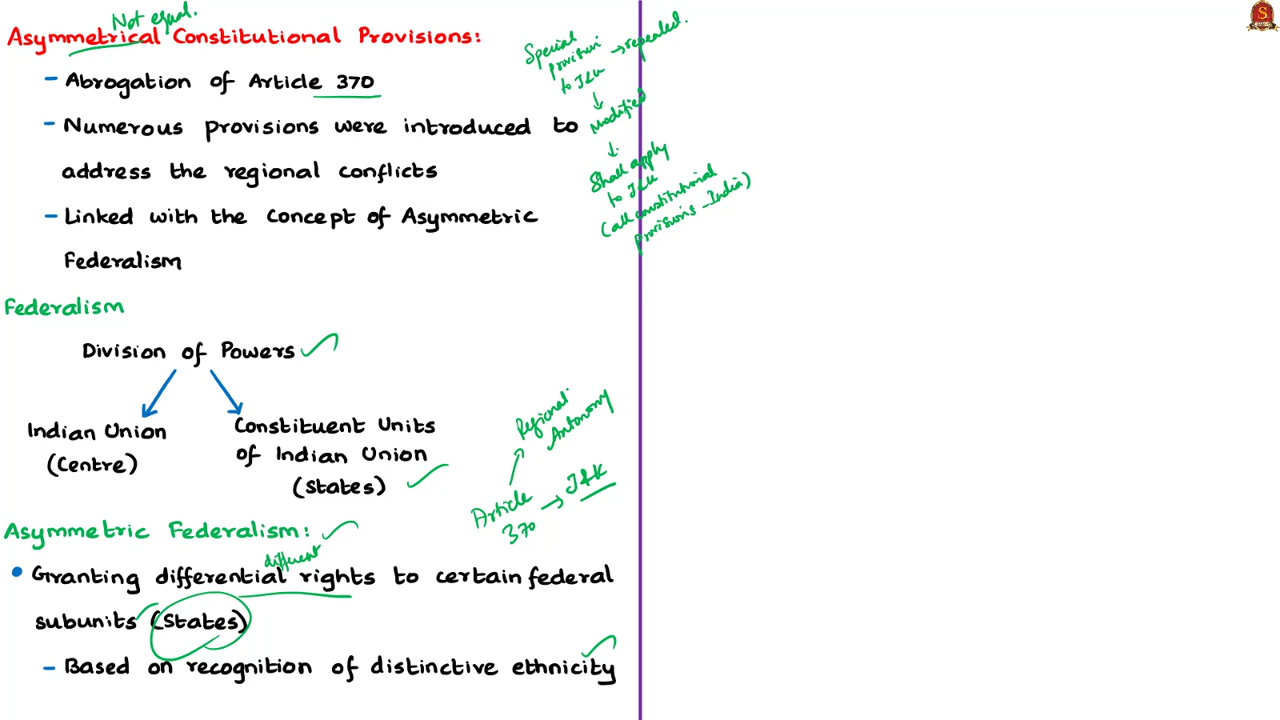 Not equal.
Asymmetrical Constitutional Provisions:
- Abrogation of Article 370
- Numerous provisions were introduced to
address the regional conflicts
- Linked with the Concept of Asymmetric
Federalism
Special
provision
to J&K
→ repealed.
↓
Modified
↓
Shall apply
to J&K
(all constitutional
provisions - India)
Federalism
Division of Powers
Indian Union
(Centre)
Constituent Units
of Indian Union
(States)
Regional
Autonomy
Article
370
→ J&K
Asymmetric Federalism:
different
• Granting differential rights to certain federal
subunits (States)
- Based on recognition of distinctive ethnicity
S